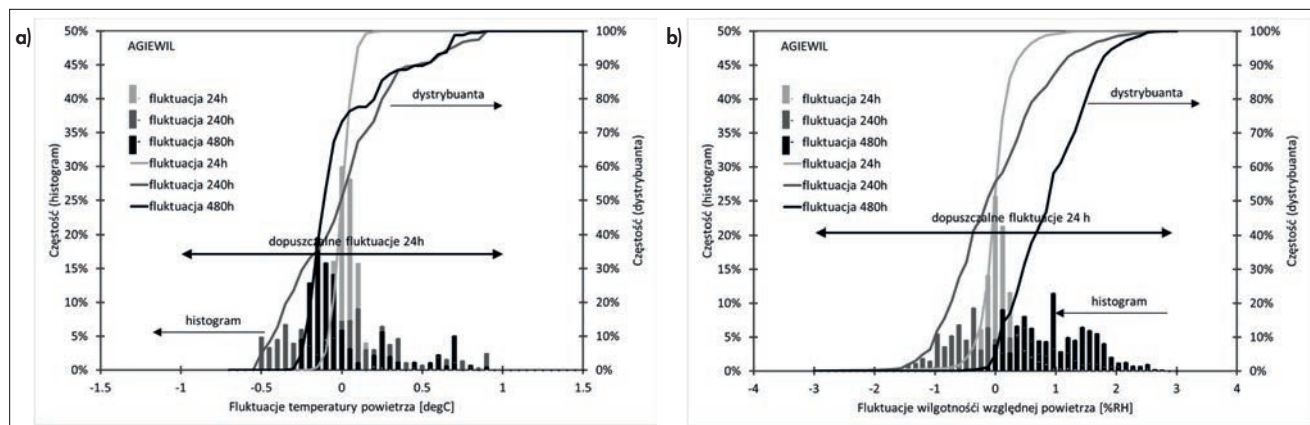 a)
AGIEWIL
fluktuacja 24h
fluktuacja 240h
fluktuacja 480h
fluktuacja 24h
fluktuacja 240h
fluktuacja 480h
dystrybuanta
dopuszczalne fluktuacje 24h
histogram
Częstość (histogram)
50%
45%
40%
35%
30%
25%
20%
15%
10%
5%
0%
Częstość (dystrybuanta)
100%
90%
80%
70%
60%
50%
40%
30%
20%
10%
0%
-1.5 -1 -0.5 0 0.5 1 1.5
Fluktuacje temperatury powietrza [degC]
b)
AGIEWIL
fluktuacja 24h
fluktuacja 240h
fluktuacja 480h
fluktuacja 24h
fluktuacja 240h
fluktuacja 480h
dystrybuanta
dopuszczalne fluktuacje 24 h
histogram
Częstość (histogram)
50%
45%
40%
35%
30%
25%
20%
15%
10%
5%
0%
Częstość (dystrybuanta)
100%
90%
80%
70%
60%
50%
40%
30%
20%
10%
0%
-4 -3 -2 -1 0 1 2 3 4
Fluktuacje wilgotnośći względnej powietrza [%RH]